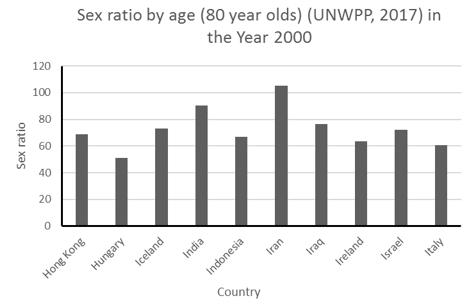 Sex ratio by age (80 year olds) (UNWPP, 2017) in
the Year 2000
120
100
80
60
40
20
0
Sex ratio
Hong Kong
Hungary
Iceland
India
Indonesia
Iran
Iraq
Ireland
Israel
Italy
Country